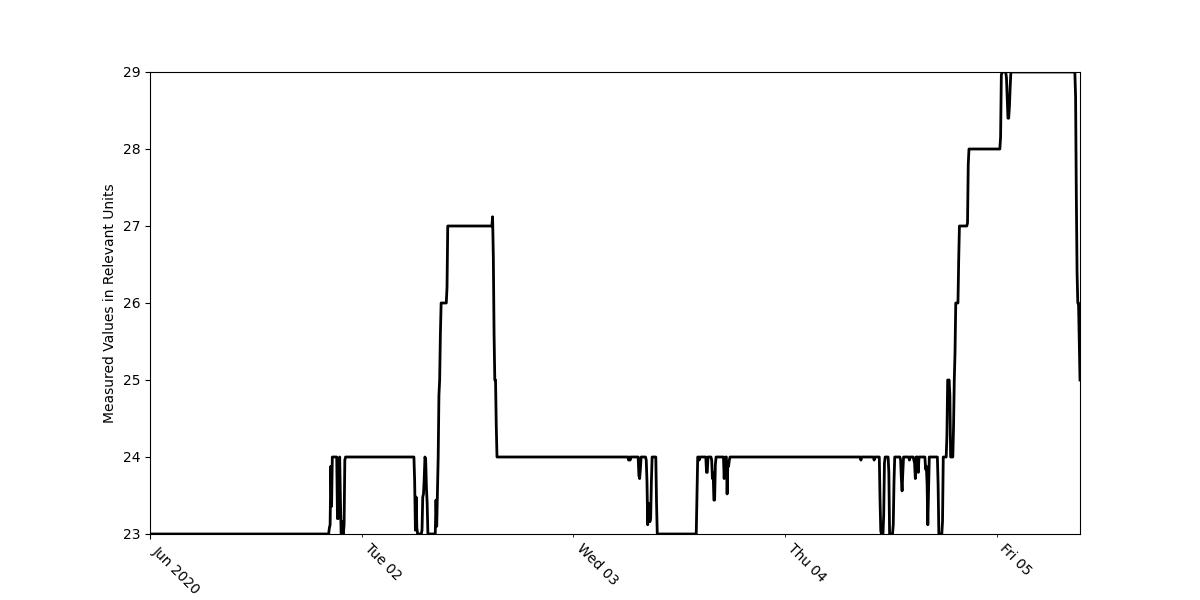 29
28
27
26
25
24
23
Measured Values in Relevant Units
Jun 2020
Tue 02
Wed 03
Thu 04
Fri 05